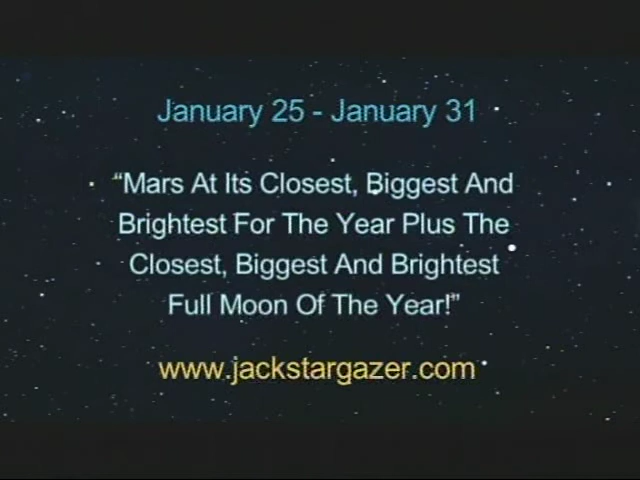 January 25 - January 31
“Mars At Its Closest, Biggest And
Brightest For The Year Plus The
Closest, Biggest And Brightest
Full Moon Of The Year!”
www.jackstargazer.com